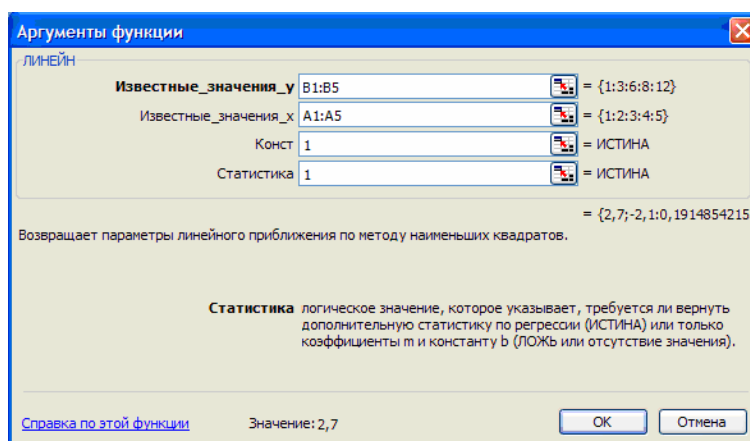 Аргументы функции
ЛИНЕЙН
Известные_значения_y B1:B5 = {1:3:6:8:12}
Известные_значения_x A1:A5 = {1:2:3:4:5}
Конст 1 = ИСТИНА
Статистика 1 = ИСТИНА
= {2,7;-2,1:0,1914854215
Возвращает параметры линейного приближения по методу наименьших квадратов.
Статистика логическое значение, которое указывает, требуется ли вернуть
дополнительную статистику по регрессии (ИСТИНА) или только
коэффициенты m и константу b (ЛОЖЬ или отсутствие значения).
Справка по этой функции Значение: 2,7 ОК Отмена